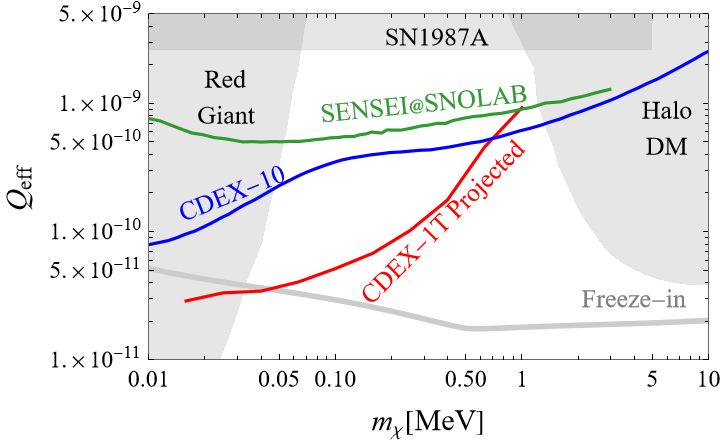 5.×10⁻⁹
SN1987A
Red
Giant
1.×10⁻⁹
SENSEI@SNOLAB
Halo
DM
5.×10⁻¹⁰
CDEX-10
Q_eff
1.×10⁻¹⁰
CDEX-1T Projected
5.×10⁻¹¹
Freeze-in
1.×10⁻¹¹
0.01 0.05 0.10 0.50 1 5 10
m_χ[MeV]